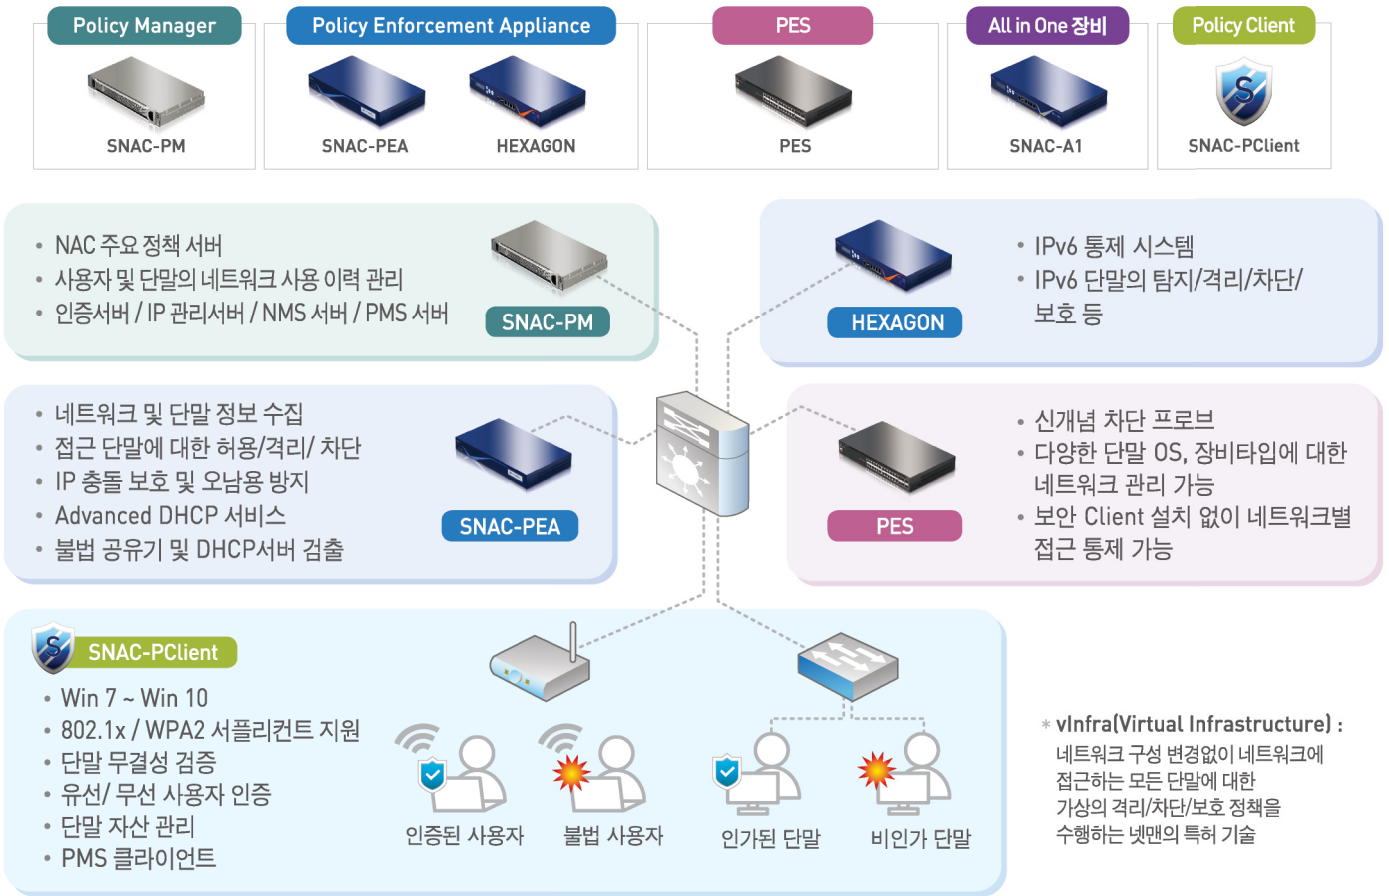 Policy Manager
Policy Enforcement Appliance
PES
All in One 장비
Policy Client
SNAC-PM
SNAC-PEA
HEXAGON
PES
SNAC-A1
SNAC-PClient
• NAC 주요 정책 서버
• 사용자 및 단말의 네트워크 사용 이력 관리
• 인증서버 / IP 관리서버 / NMS 서버 / PMS 서버
SNAC-PM
HEXAGON
• IPv6 통제 시스템
• IPv6 단말의 탐지/격리/차단/
보호 등
• 네트워크 및 단말 정보 수집
• 접근 단말에 대한 허용/격리/ 차단
• IP 충돌 보호 및 오남용 방지
• Advanced DHCP 서비스
• 불법 공유기 및 DHCP서버 검출
SNAC-PEA
PES
• 신개념 차단 프로브
• 다양한 단말 OS, 장비타입에 대한
네트워크 관리 가능
• 보안 Client 설치 없이 네트워크별
접근 통제 가능
S SNAC-PClient
• Win 7 ~ Win 10
• 802.1x / WPA2 서플리컨트 지원
• 단말 무결성 검증
• 유선/ 무선 사용자 인증
• 단말 자산 관리
• PMS 클라이언트
인증된 사용자
불법 사용자
인가된 단말
비인가 단말
* vInfra(Virtual Infrastructure) :
네트워크 구성 변경없이 네트워크에
접근하는 모든 단말에 대한
가상의 격리/차단/보호 정책을
수행하는 넷맨의 특허 기술